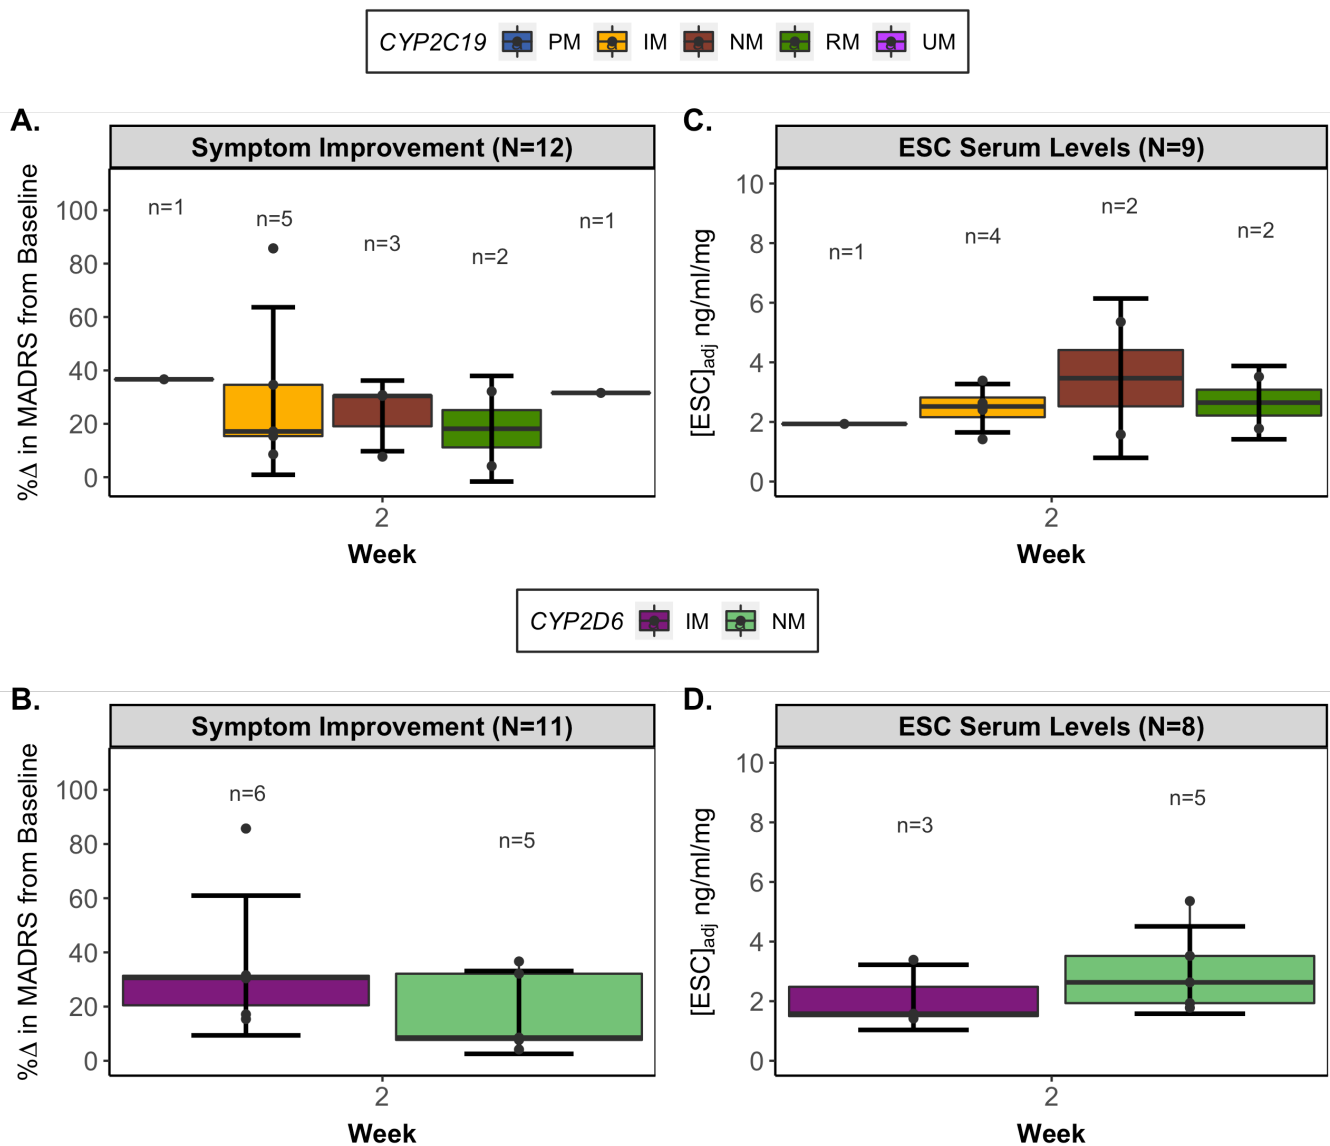 CYP2C19 PM IM NM RM UM
A.
Symptom Improvement (N=12)
%Δ in MADRS from Baseline
100
80
60
40
20
0
n=1
n=5
n=3
n=2
n=1
2
Week
C.
ESC Serum Levels (N=9)
[ESC]adj ng/ml/mg
10
8
6
4
2
0
n=1
n=4
n=2
n=2
2
Week
CYP2D6 IM NM
B.
Symptom Improvement (N=11)
%Δ in MADRS from Baseline
100
80
60
40
20
0
n=6
n=5
2
Week
D.
ESC Serum Levels (N=8)
[ESC]adj ng/ml/mg
10
8
6
4
2
0
n=3
n=5
2
Week